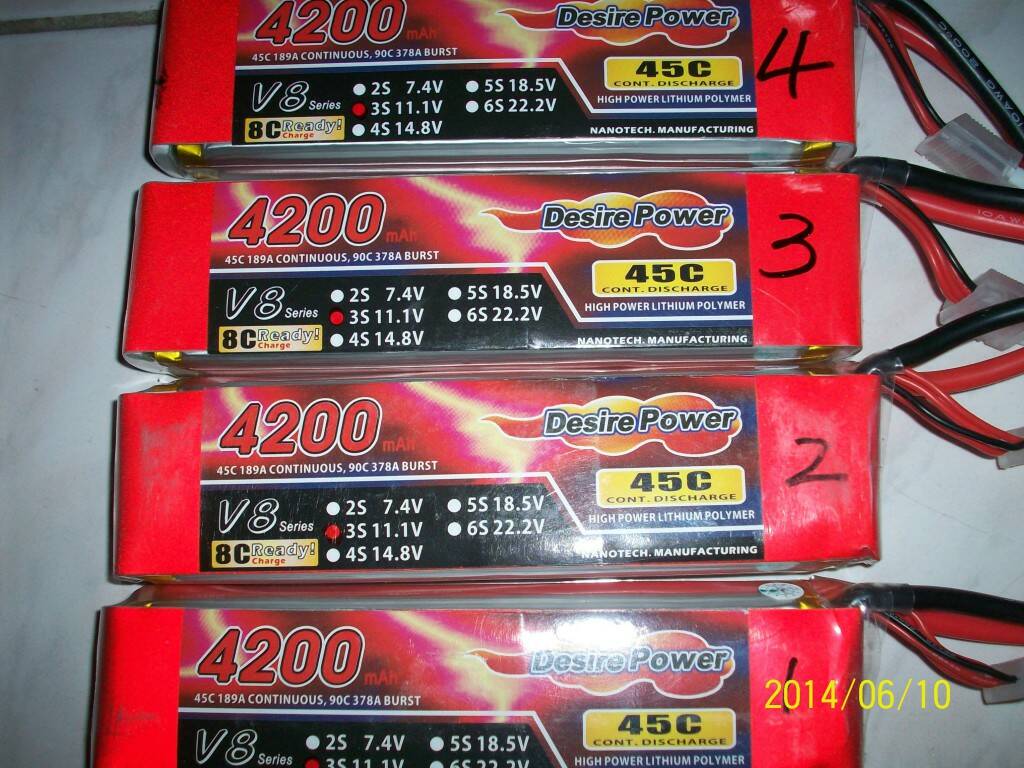 4200 mAh
Desire Power
4
45C 189A CONTINUOUS, 90C 378A BURST
45C
CONT. DISCHARGE
HIGH POWER LITHIUM POLYMER
V8 Series
2S 7.4V
5S 18.5V
3S 11.1V
6S 22.2V
4S 14.8V
8C Ready!
Charge
NANOTECH. MANUFACTURING
4200 mAh
Desire Power
3
45C 189A CONTINUOUS, 90C 378A BURST
45C
CONT. DISCHARGE
HIGH POWER LITHIUM POLYMER
V8 Series
2S 7.4V
5S 18.5V
3S 11.1V
6S 22.2V
4S 14.8V
8C Ready!
Charge
NANOTECH. MANUFACTURING
4200 mAh
Desire Power
2
45C 189A CONTINUOUS, 90C 378A BURST
45C
CONT. DISCHARGE
HIGH POWER LITHIUM POLYMER
V8 Series
2S 7.4V
5S 18.5V
3S 11.1V
6S 22.2V
4S 14.8V
8C Ready!
Charge
NANOTECH. MANUFACTURING
4200 mAh
Desire Power
1
45C 189A CONTINUOUS, 90C 378A BURST
45C
CONT. DISCHARGE
HIGH POWER LITHIUM POLYMER
V8 Series
2S 7.4V
5S 18.5V
3S 11.1V
6S 22.2V
2014/06/10